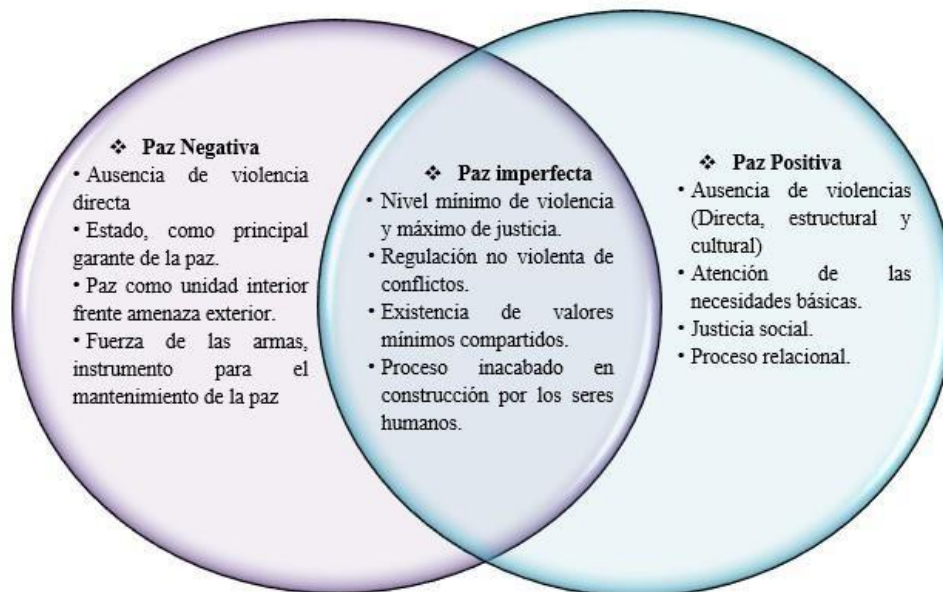 ❖ Paz Negativa
• Ausencia de violencia
directa
• Estado, como principal
garante de la paz.
• Paz como unidad interior
frente amenaza exterior.
• Fuerza de las armas,
instrumento para el
mantenimiento de la paz
❖ Paz imperfecta
• Nivel mínimo de violencia
y máximo de justicia.
• Regulación no violenta de
conflictos.
• Existencia de valores
mínimos compartidos.
• Proceso inacabado en
construcción por los seres
humanos.
❖ Paz Positiva
• Ausencia de violencias
(Directa, estructural y
cultural)
• Atención de las
necesidades básicas.
• Justicia social.
• Proceso relacional.